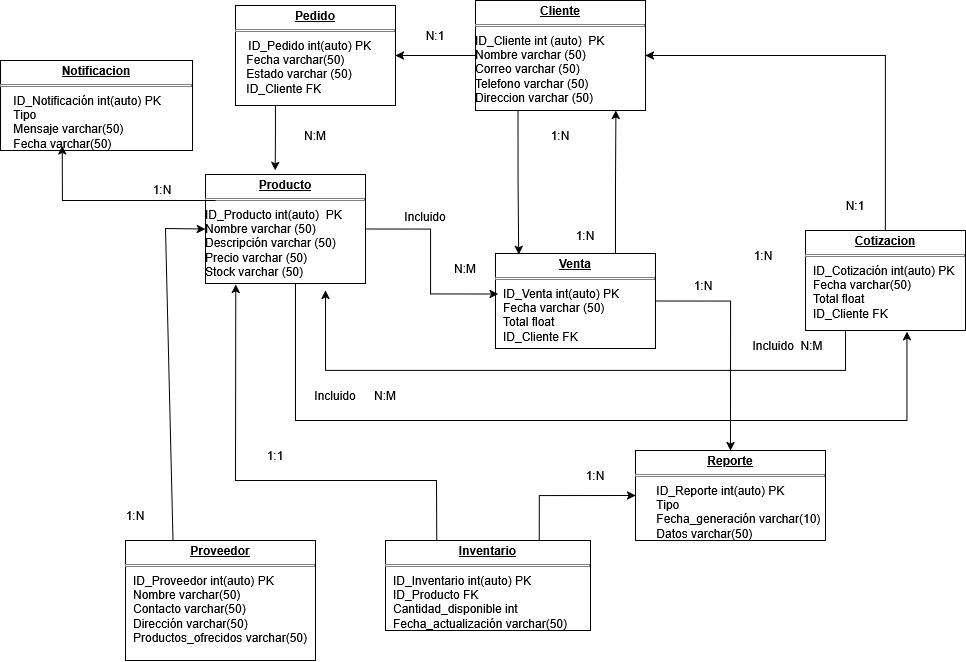 Pedido
ID_Pedido int(auto) PK
Fecha varchar(50)
Estado varchar (50)
ID_Cliente FK
N:1
Cliente
ID_Cliente int (auto)  PK
Nombre varchar (50)
Correo varchar (50)
Telefono varchar (50)
Direccion varchar (50)
Notificacion
ID_Notificación int(auto) PK
Tipo
Mensaje varchar(50)
Fecha varchar(50)
N:M
1:N
1:N
Producto
ID_Producto int(auto)  PK
Nombre varchar (50)
Descripción varchar (50)
Precio varchar (50)
Stock varchar (50)
Incluido
N:M
1:N
N:1
1:N
Venta
ID_Venta int(auto) PK
Fecha varchar (50)
Total float
ID_Cliente FK
1:N
Cotizacion
ID_Cotización int(auto) PK
Fecha varchar(50)
Total float
ID_Cliente FK
Incluido  N:M
Incluido     N:M
1:1
1:N
Reporte
ID_Reporte int(auto) PK
Tipo
Fecha_generación varchar(10)
Datos varchar(50)
1:N
Proveedor
ID_Proveedor int(auto) PK
Nombre varchar(50)
Contacto varchar(50)
Dirección varchar(50)
Productos_ofrecidos varchar(50)
Inventario
ID_Inventario int(auto) PK
ID_Producto FK
Cantidad_disponible int
Fecha_actualización varchar(50)